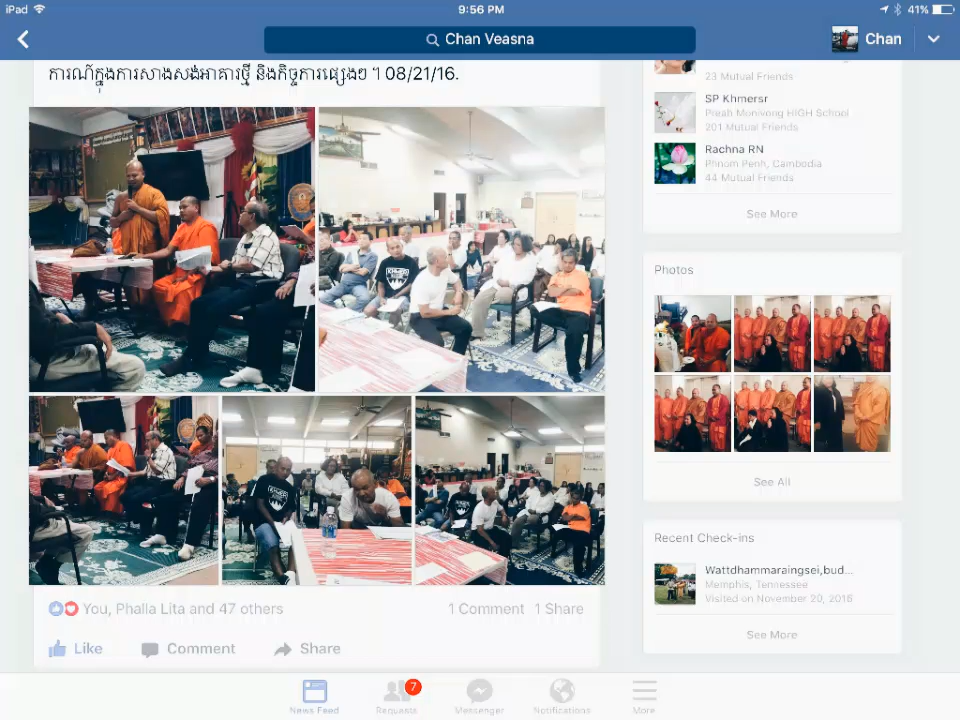 iPad
9:56 PM
41%
Chan Veasna
Chan
ការណ៍ក្នុងការសាងសង់អាគារថ្មី និងកិច្ចការផ្សេងៗ ។ 08/21/16.
You, Phalla Lita and 47 others
1 Comment 1 Share
Like Comment Share
23 Mutual Friends
SP Khmersr
Preah Monivong HIGH School
201 Mutual Friends
Rachna RN
Phnom Penh, Cambodia
44 Mutual Friends
See More
Photos
See All
Recent Check-ins
Wattdhammaraingsei,bud...
Memphis, Tennessee
Visited on November 20, 2016
See More
7
News Feed Requests Messenger Notifications More